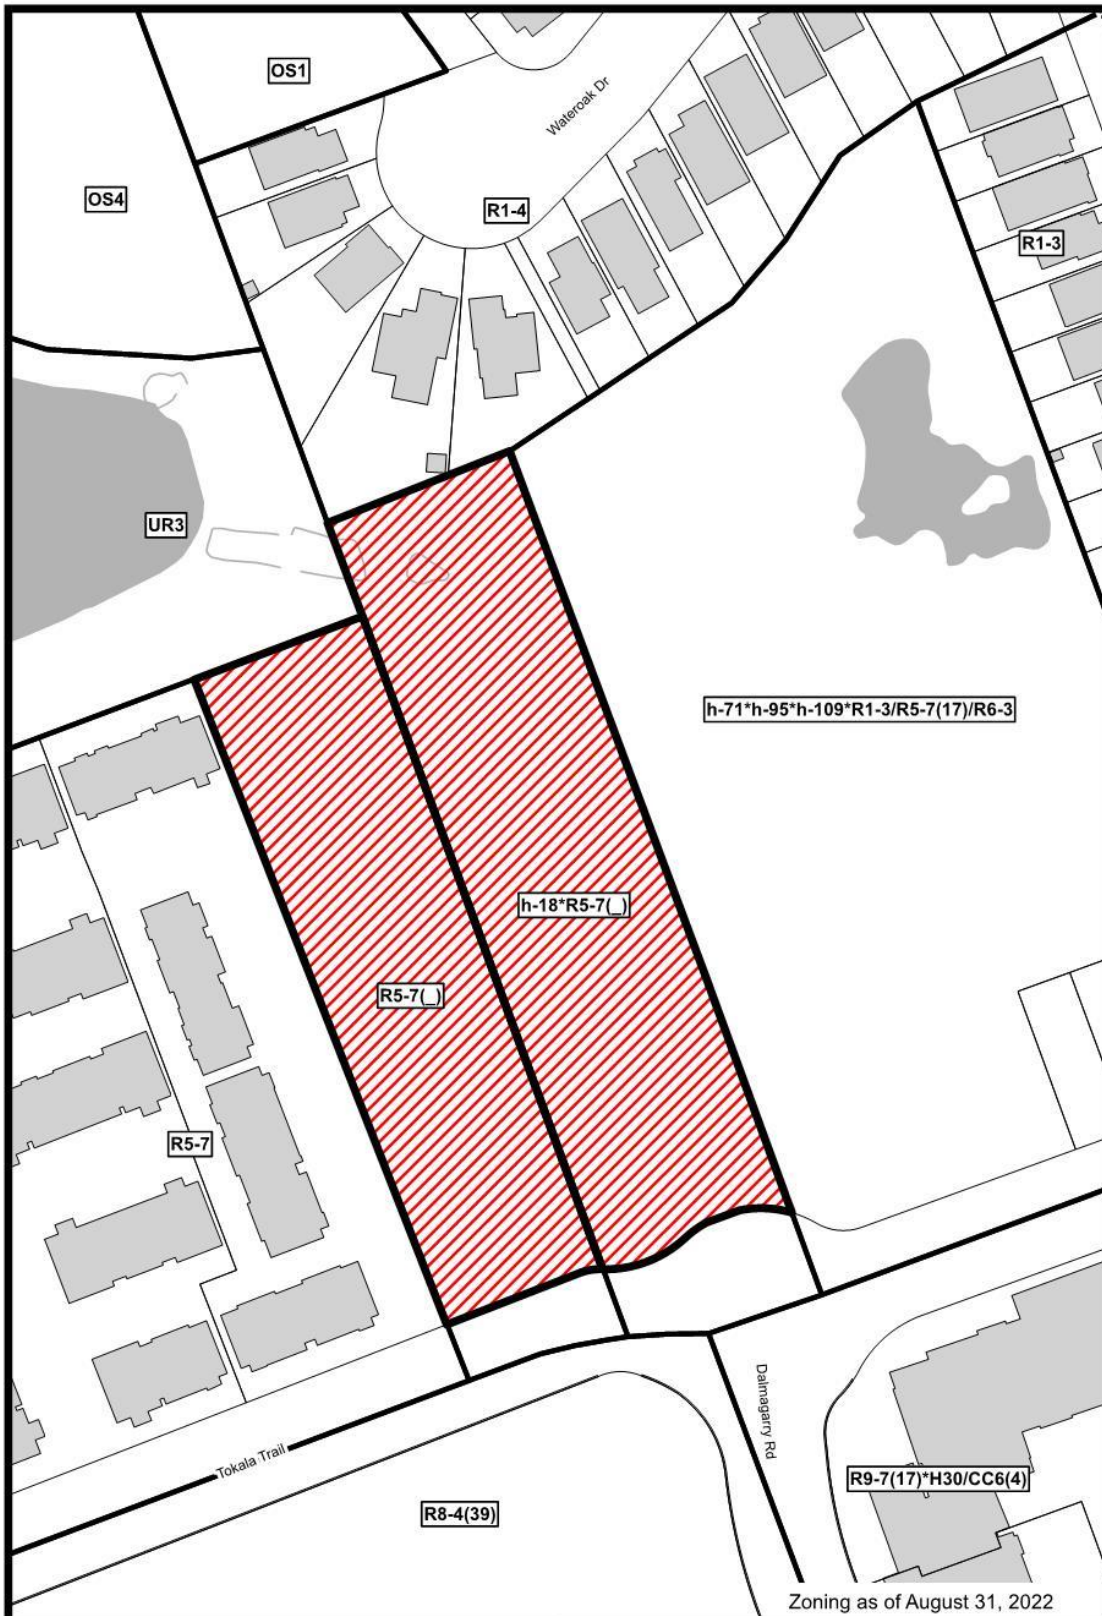 OS1
Wateroak Dr
OS4
R1-4
R1-3
UR3
h-71*h-95*h-109*R1-3/R5-7(17)/R6-3
h-18*R5-7(_)
R5-7(_)
R5-7
Dalmagarry Rd
Tokala Trail
R9-7(17)*H30/CC6(4)
R8-4(39)
Zoning as of August 31, 2022